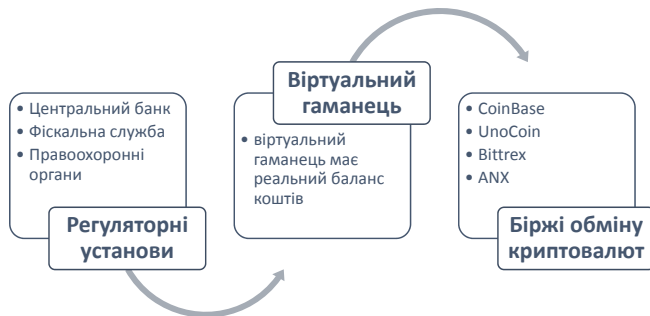 • Центральний банк
• Фіскальна служба
• Правоохоронні
органи
Регуляторні
установи
Віртуальний
гаманець
• віртуальний
гаманець має
реальний баланс
коштів
• CoinBase
• UnoCoin
• Bittrex
• ANX
Біржі обміну
криптовалют